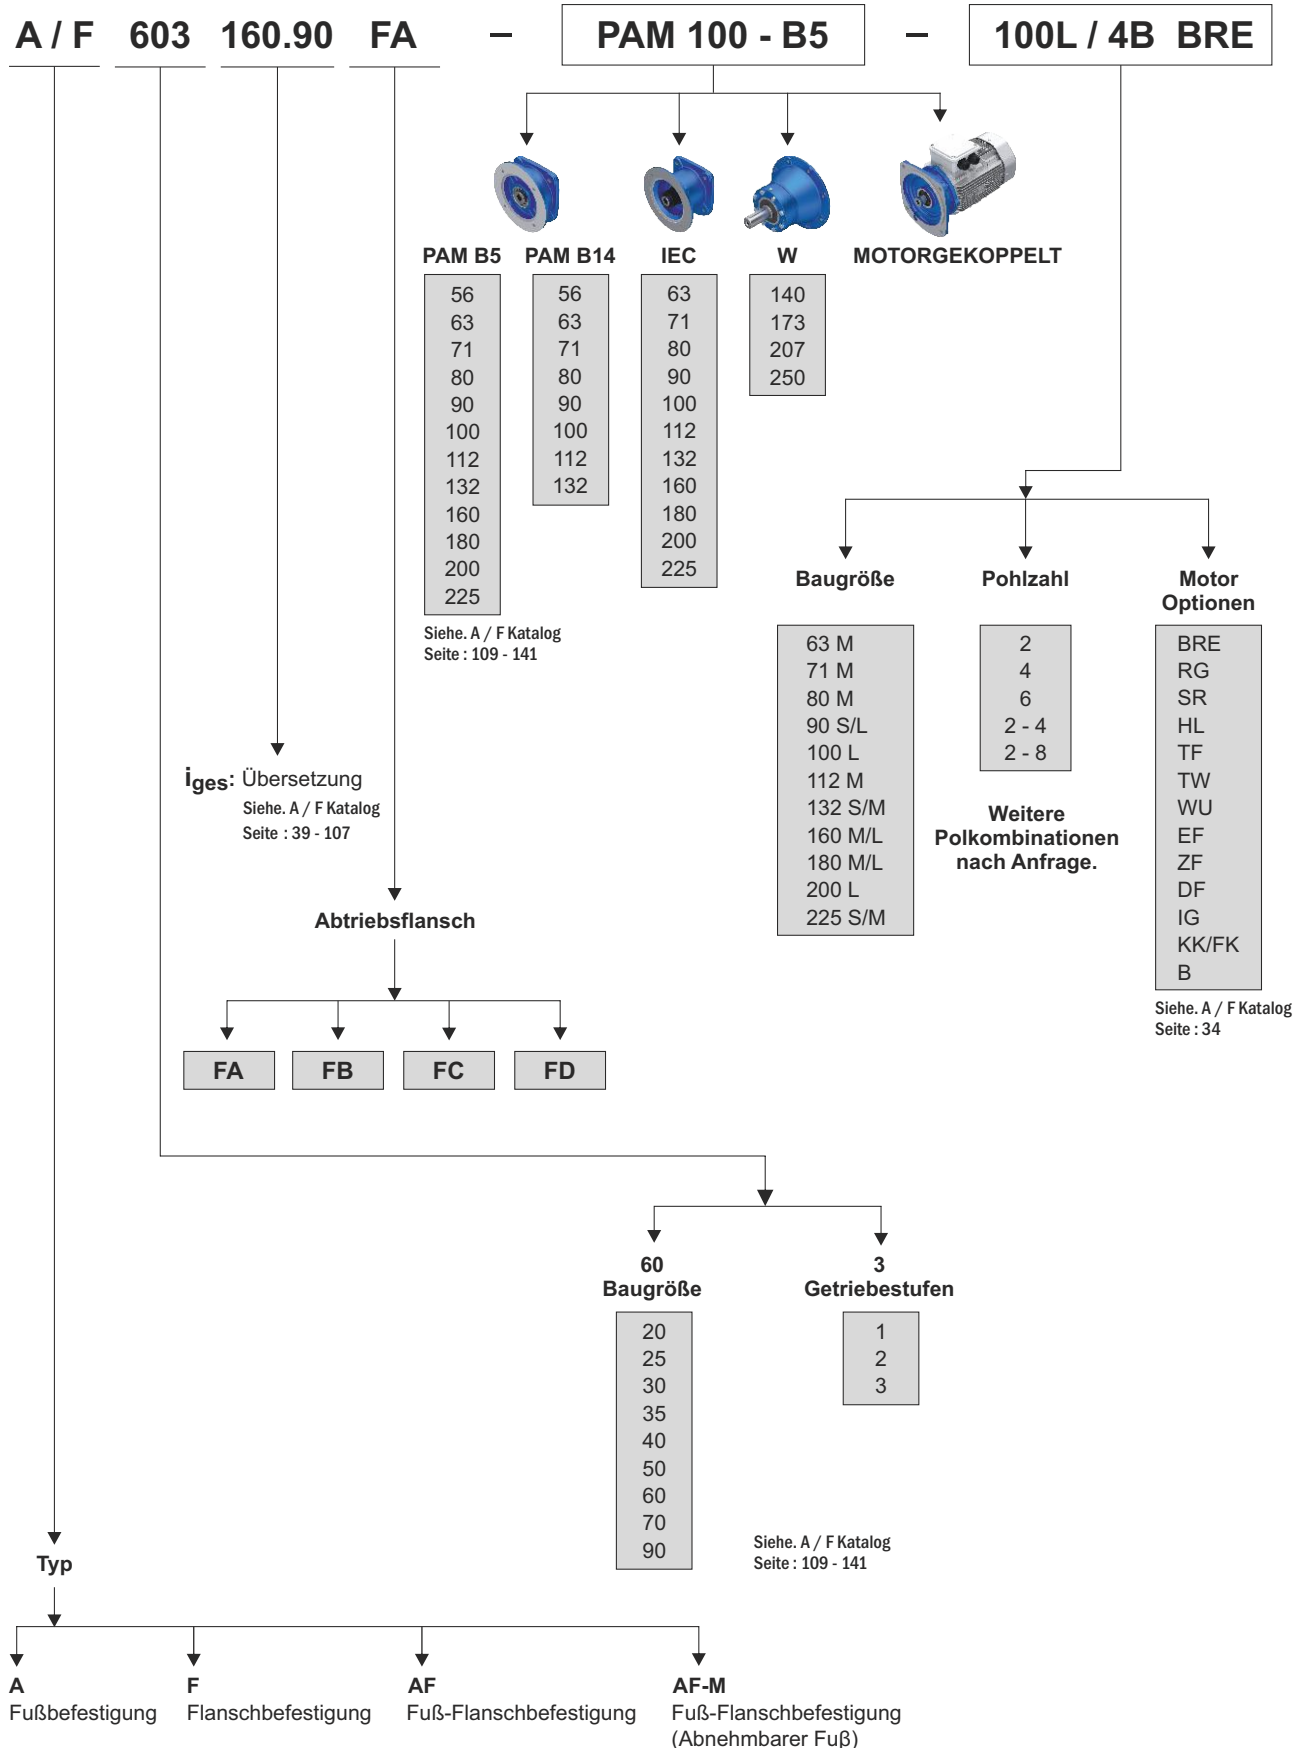 A / F 603 160.90 FA – PAM 100 - B5 – 100L / 4B BRE
PAM B5
56
63
71
80
90
100
112
132
160
180
200
225
Siehe. A / F Katalog
Seite : 109 - 141
PAM B14
56
63
71
80
90
100
112
132
IEC
63
71
80
90
100
112
132
160
180
200
225
W
140
173
207
250
MOTORGEKOPPELT
Baugröße
63 M
71 M
80 M
90 S/L
100 L
112 M
132 S/M
160 M/L
180 M/L
200 L
225 S/M
Pohlzahl
2
4
6
2 - 4
2 - 8
Weitere
Polkombinationen
nach Anfrage.
Motor
Optionen
BRE
RG
SR
HL
TF
TW
WU
EF
ZF
DF
IG
KK/FK
B
Siehe. A / F Katalog
Seite : 34
iges: Übersetzung
Siehe. A / F Katalog
Seite : 39 - 107
Abtriebsflansch
FA
FB
FC
FD
60
Baugröße
20
25
30
35
40
50
60
70
90
3
Getriebestufen
1
2
3
Siehe. A / F Katalog
Seite : 109 - 141
Typ
A
Fußbefestigung
F
Flanschbefestigung
AF
Fuß-Flanschbefestigung
AF-M
Fuß-Flanschbefestigung
(Abnehmbarer Fuβ)